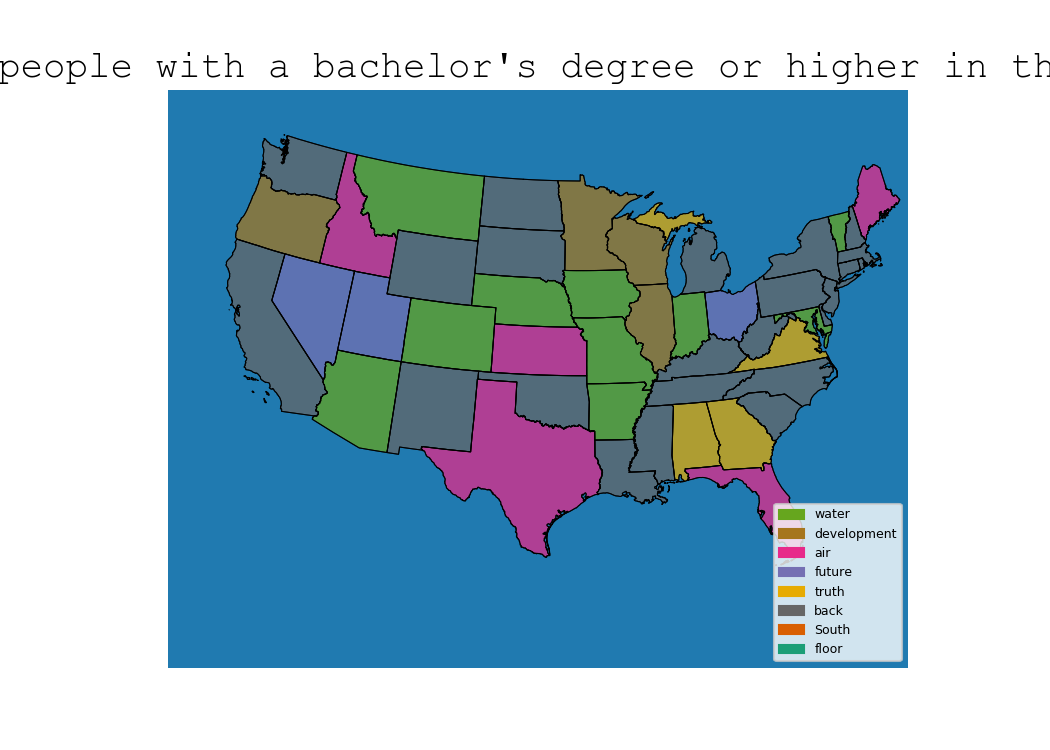 people with a bachelor's degree or higher in th
water
development
air
future
truth
back
South
floor